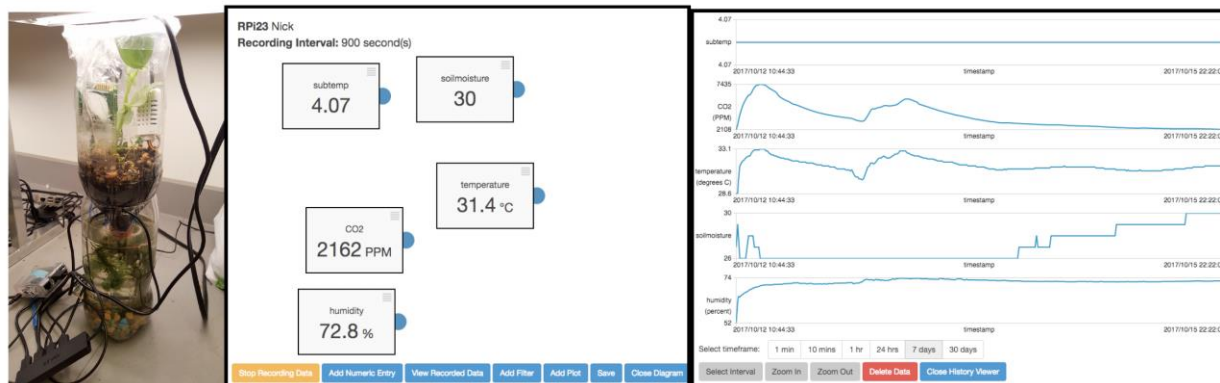 RPi23 Nick
Recording Interval: 900 second(s)
subtemp
4.07
soilmoisture
30
temperature
31.4 °C
CO2
2162 PPM
humidity
72.8 %
Stop Recording Data
Add Numeric Entry
View Recorded Data
Add Filter
Add Plot
Save
Close Diagram
4.07
subtemp
4.07
2017/10/12 10:44:33 timestamp 2017/10/15 22:22:0
7435
CO2
(PPM)
2108
2017/10/12 10:44:33 timestamp 2017/10/15 22:22:0
33.1
temperature
(degrees C)
28.6
2017/10/12 10:44:33 timestamp 2017/10/15 22:22:0
30
soilmoisture
26
2017/10/12 10:44:33 timestamp 2017/10/15 22:22:0
74
humidity
(percent)
52
2017/10/12 10:44:33 timestamp 2017/10/15 22:22:0
Select timeframe: 1 min 10 mins 1 hr 24 hrs 7 days 30 days
Select Interval Zoom In Zoom Out Delete Data Close History Viewer